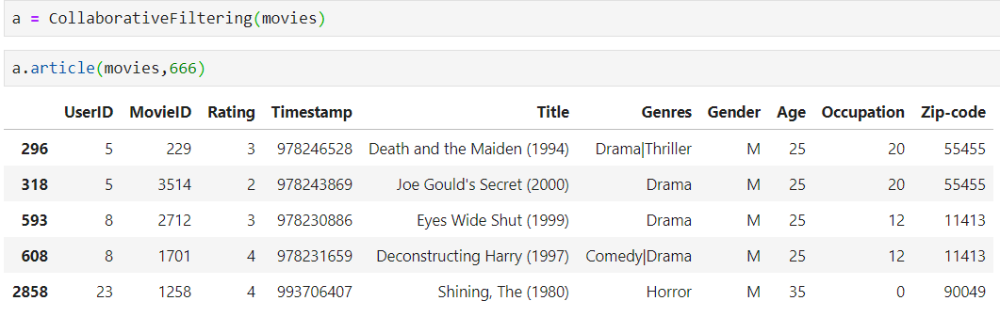 a = CollaborativeFiltering(movies)
a.article(movies,666)
UserID MovieID Rating Timestamp Title Genres Gender Age Occupation Zip-code
296 5 229 3 978246528 Death and the Maiden (1994) Drama|Thriller M 25 20 55455
318 5 3514 2 978243869 Joe Gould's Secret (2000) Drama M 25 20 55455
593 8 2712 3 978230886 Eyes Wide Shut (1999) Drama M 25 12 11413
608 8 1701 4 978231659 Deconstructing Harry (1997) Comedy|Drama M 25 12 11413
2858 23 1258 4 993706407 Shining, The (1980) Horror M 35 0 90049